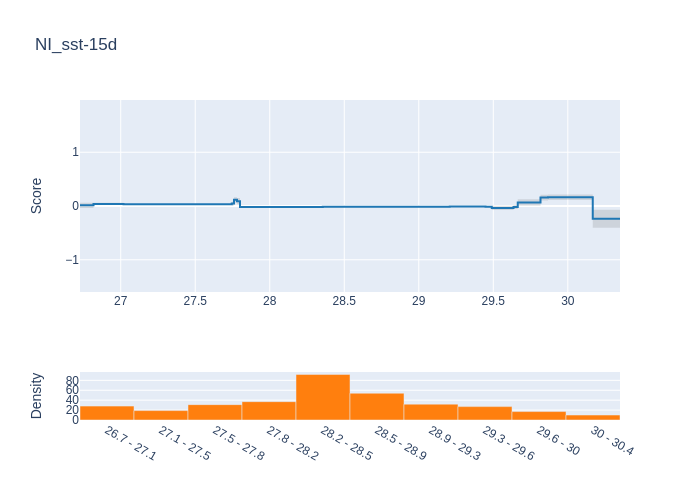 NI_sst-15d
Score
1
0
−1
27
27.5
28
28.5
29
29.5
30
Density
80
60
40
20
0
26.7 - 27.1
27.1 - 27.5
27.5 - 27.8
27.8 - 28.2
28.2 - 28.5
28.5 - 28.9
28.9 - 29.3
29.3 - 29.6
29.6 - 30
30 - 30.4